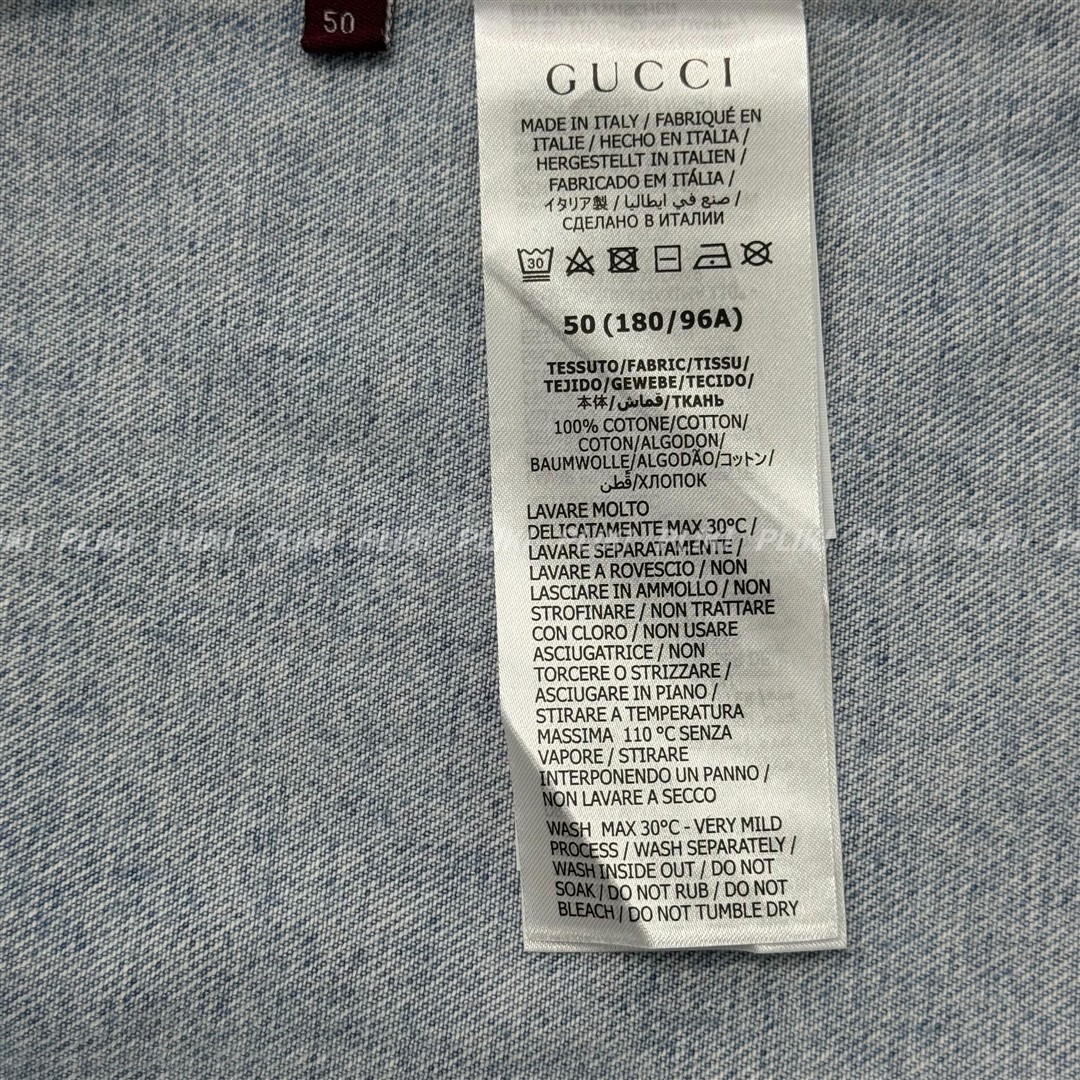 50
GUCCI
MADE IN ITALY / FABRIQUÉ EN
ITALIE / HECHO EN ITALIA /
HERGESTELLT IN ITALIEN /
FABRICADO EM ITÁLIA /
イタリア製 / صنع في ايطاليا /
СДЕЛАНО В ИТАЛИИ
30
50 (180/96A)
TESSUTO/FABRIC/TISSU/
TEJIDO/GEWEBE/TECIDO/
本体/قماش/ТКАНЬ
100% COTONE/COTTON/
COTON/ALGODON/
BAUMWOLLE/ALGODÃO/コットン/
قطن/ХЛОПОК
LAVARE MOLTO
DELICATAMENTE MAX 30°C /
LAVARE SEPARATAMENTE /
LAVARE A ROVESCIO / NON
LASCIARE IN AMMOLLO / NON
STROFINARE / NON TRATTARE
CON CLORO / NON USARE
ASCIUGATRICE / NON
TORCERE O STRIZZARE /
ASCIUGARE IN PIANO /
STIRARE A TEMPERATURA
MASSIMA 110 °C SENZA
VAPORE / STIRARE
INTERPONENDO UN PANNO /
NON LAVARE A SECCO
WASH MAX 30°C - VERY MILD
PROCESS / WASH SEPARATELY /
WASH INSIDE OUT / DO NOT
SOAK / DO NOT RUB / DO NOT
BLEACH / DO NOT TUMBLE DRY